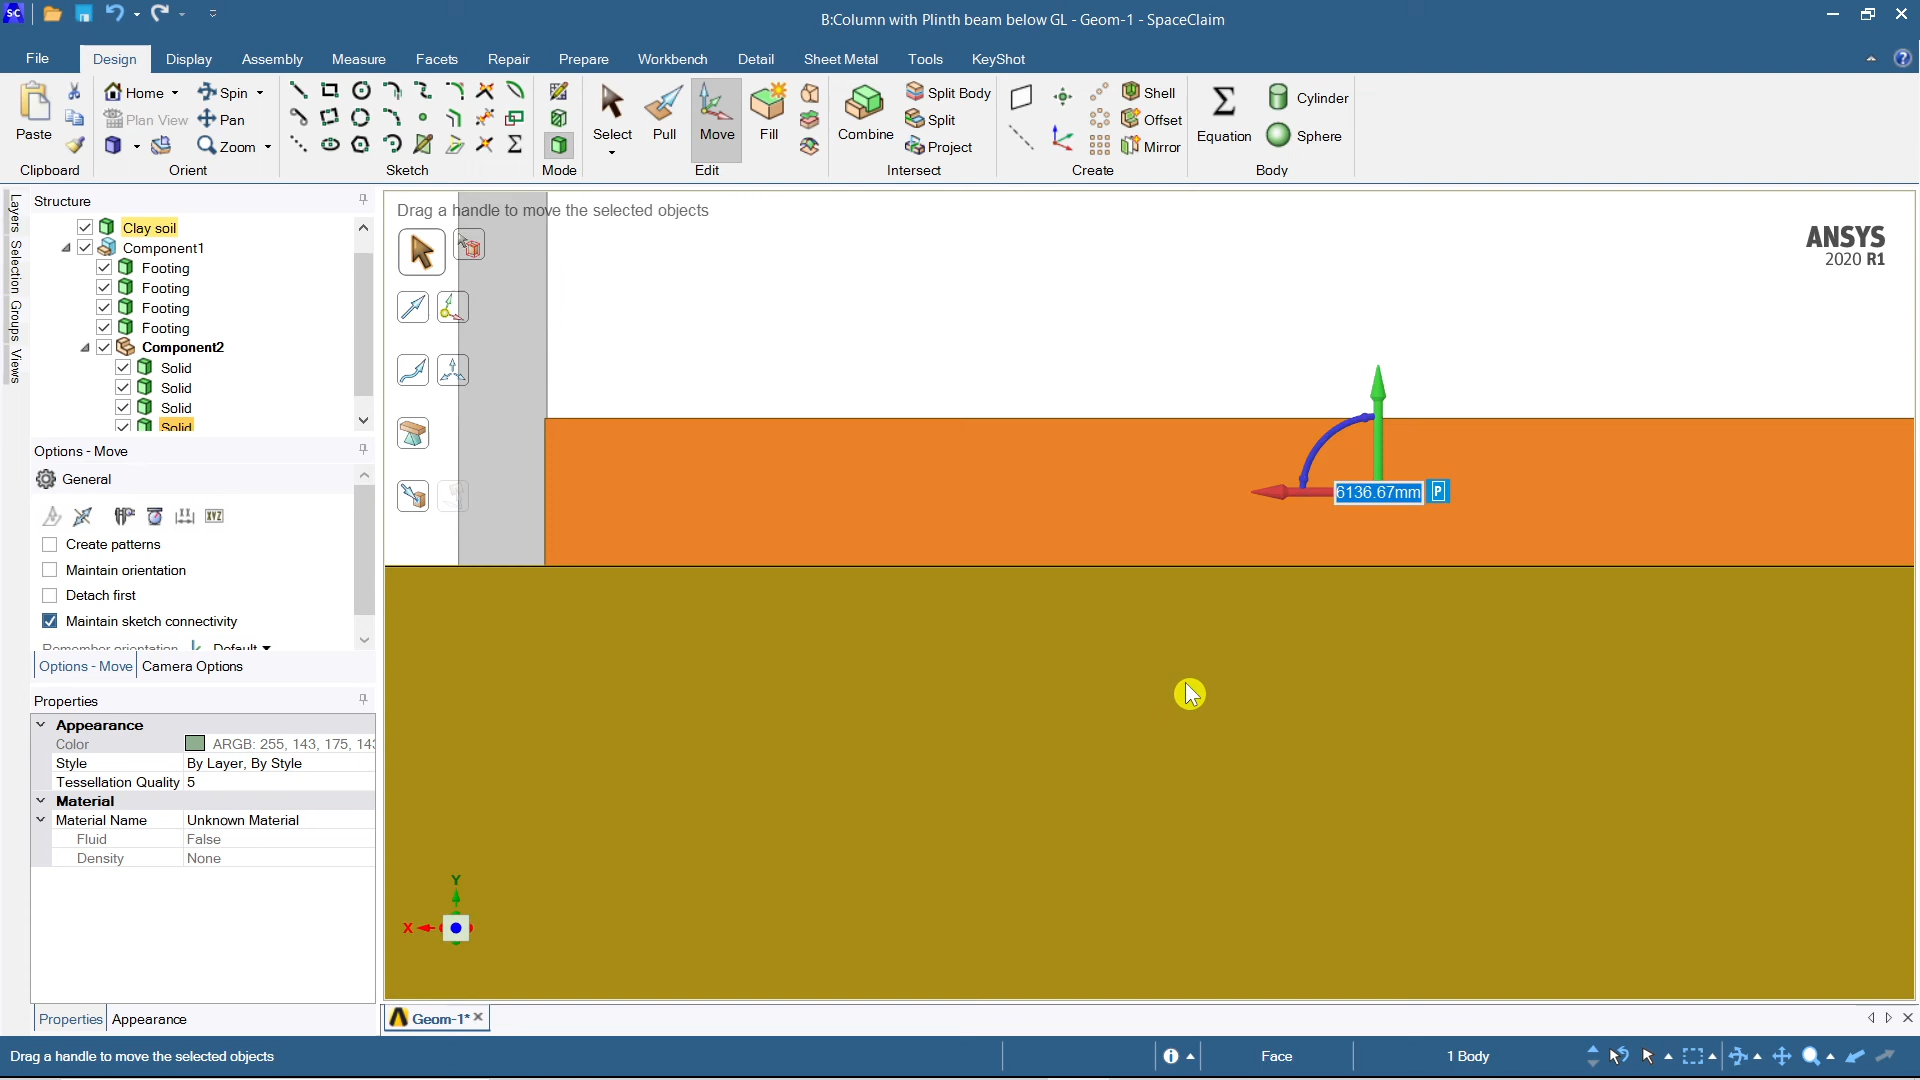 SC
B:Column with Plinth beam below GL - Geom-1 - SpaceClaim
File Design Display Assembly Measure Facets Repair Prepare Workbench Detail Sheet Metal Tools KeyShot
Paste
Home Spin
Plan View Pan
Zoom
Select Pull Move Fill
Combine
Split Body
Split
Project
Shell
Offset
Mirror
Equation
Cylinder
Sphere
Clipboard Orient Sketch Mode Edit Intersect Create Body
Layers Selection Groups Views
Structure
Clay soil
Component1
Footing
Footing
Footing
Footing
Component2
Solid
Solid
Solid
Solid
Options - Move
General
XYZ
Create patterns
Maintain orientation
Detach first
Maintain sketch connectivity
Remember orientation Default
Options - Move Camera Options
Properties
Appearance
Color ARGB: 255, 143, 175, 143
Style By Layer, By Style
Tessellation Quality 5
Material
Material Name Unknown Material
Fluid False
Density None
Properties Appearance
Drag a handle to move the selected objects
ANSYS
2020 R1
6136.67mm P
Y
X
Geom-1*
Drag a handle to move the selected objects
Face
1 Body